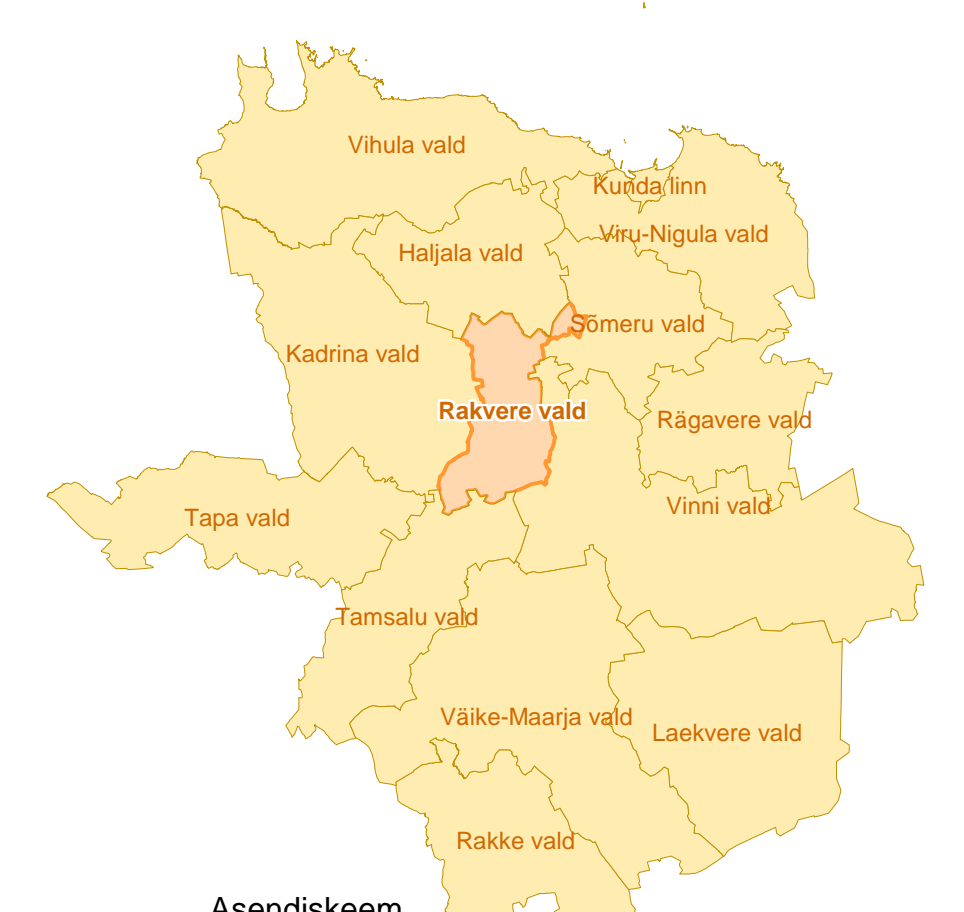 Vihula vald
Kunda linn
Viru-Nigula vald
Haljala vald
Sõmeru vald
Kadrina vald
Rakvere vald
Rägavere vald
Vinni vald
Tapa vald
Tamsalu vald
Väike-Maarja vald
Laekvere vald
Rakke vald
Asendiskeem